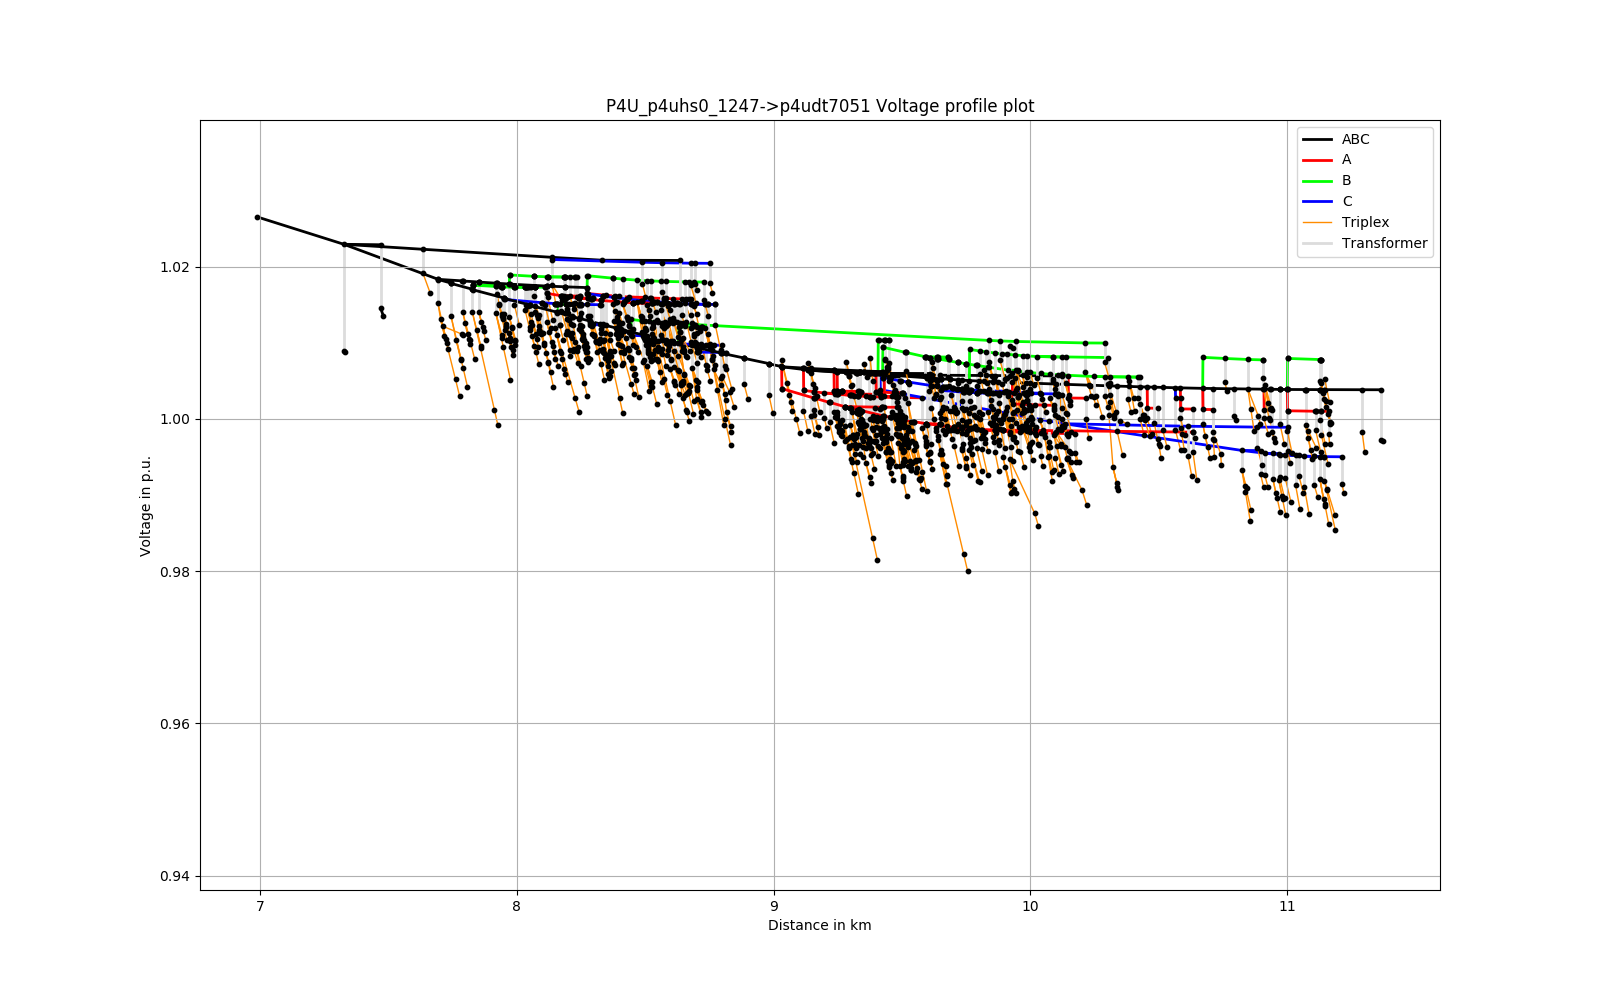 P4U_p4uhs0_1247->p4udt7051 Voltage profile plot
ABC
A
B
C
Triplex
Transformer
1.02
1.00
0.98
0.96
0.94
Voltage in p.u.
7
8
9
10
11
Distance in km